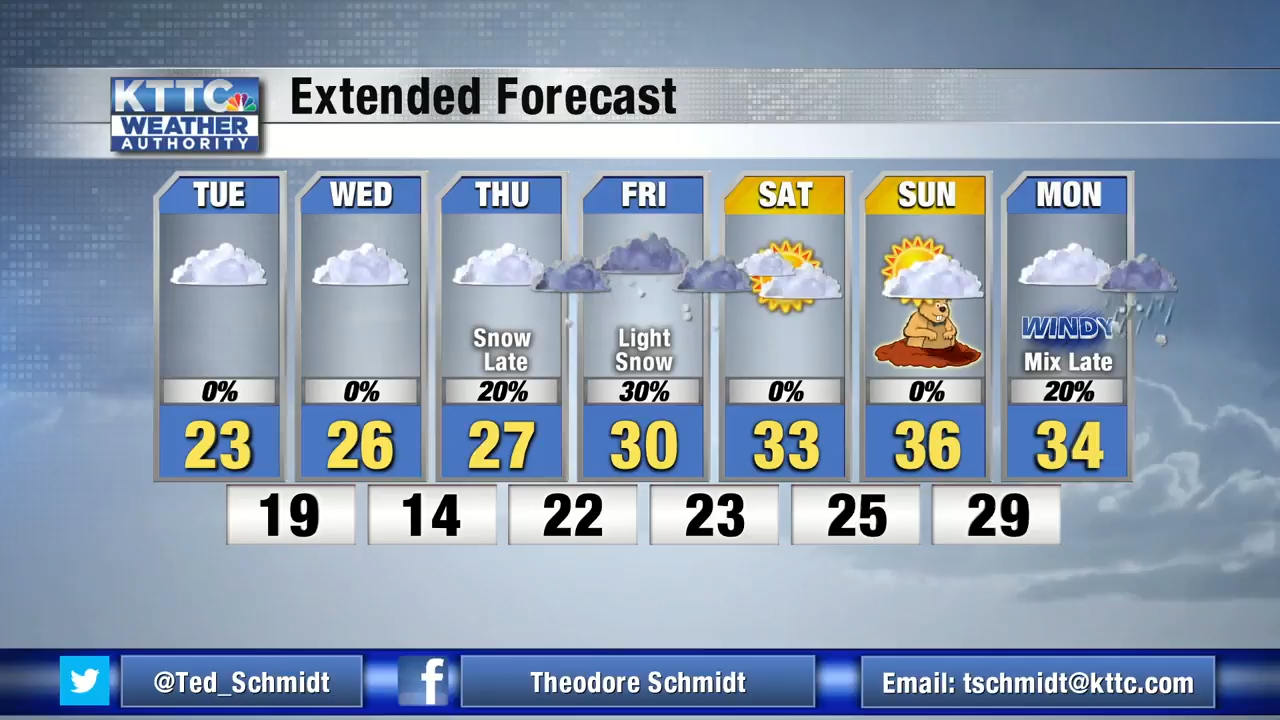 KTTC
WEATHER
AUTHORITY
Extended Forecast
TUE WED THU FRI SAT SUN MON
WINDY
Snow Late
Light Snow
Mix Late
0% 0% 20% 30% 0% 0% 20%
23 26 27 30 33 36 34
19 14 22 23 25 29
@Ted_Schmidt
f
Theodore Schmidt
Email: tschmidt@kttc.com